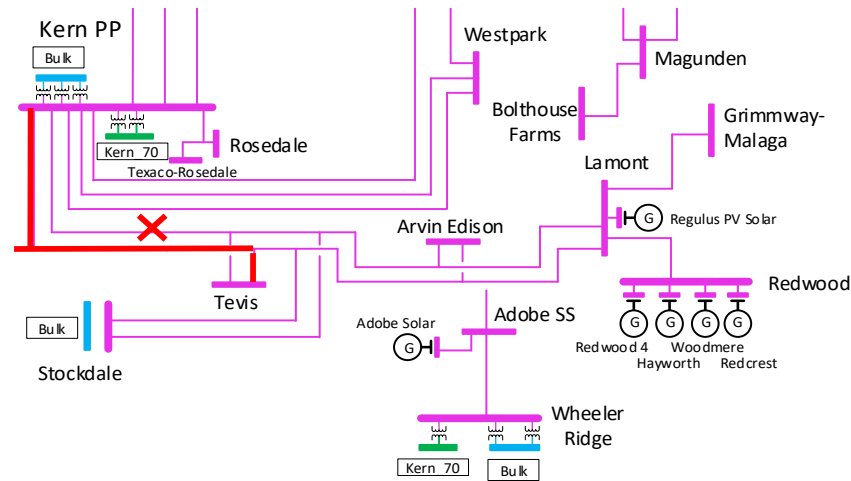 Kern PP
Bulk
Westpark
Magunden
Bolthouse
Farms
Grimmway-
Malaga
Rosedale
Kern 70
Texaco-Rosedale
Lamont
G
Regulus PV Solar
Arvin Edison
Tevis
Redwood
G
G
G
G
Redwood 4
Woodmere
Hayworth
Redcrest
Bulk
Stockdale
Adobe Solar
G
Adobe SS
Wheeler
Ridge
Kern 70
Bulk